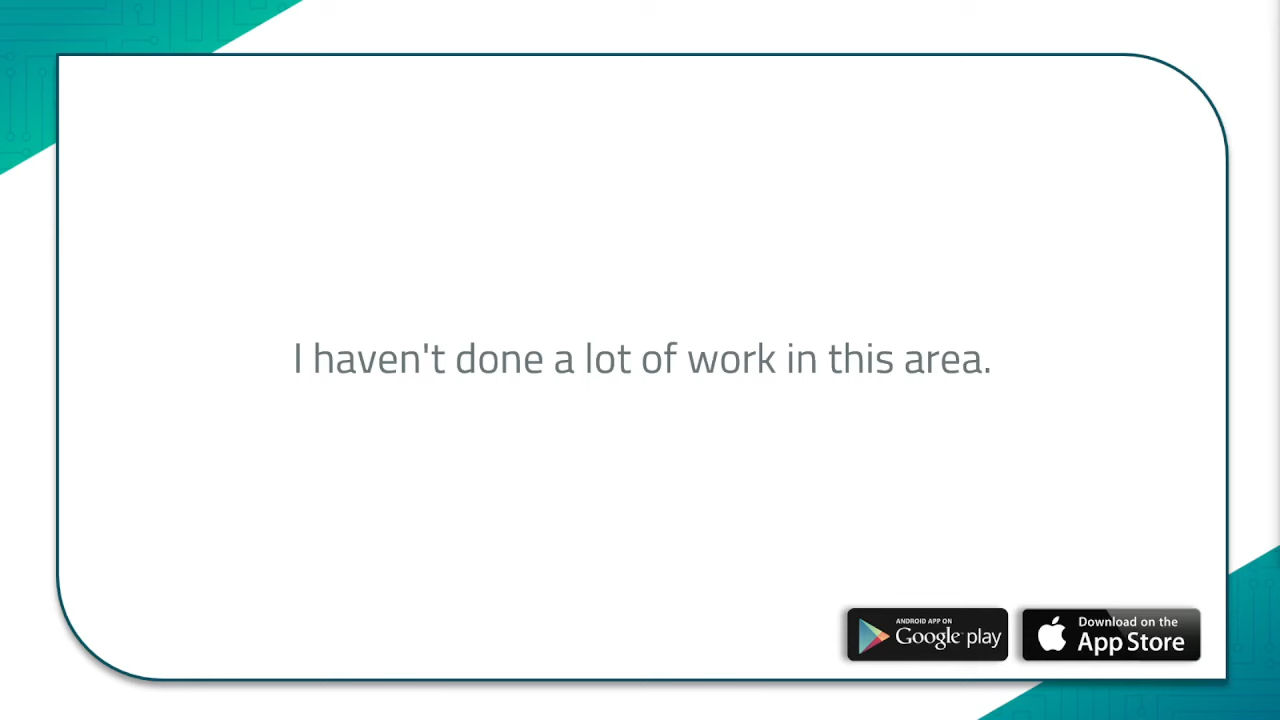 I haven't done a lot of work in this area.
ANDROID APP ON
Google play
Download on the
App Store